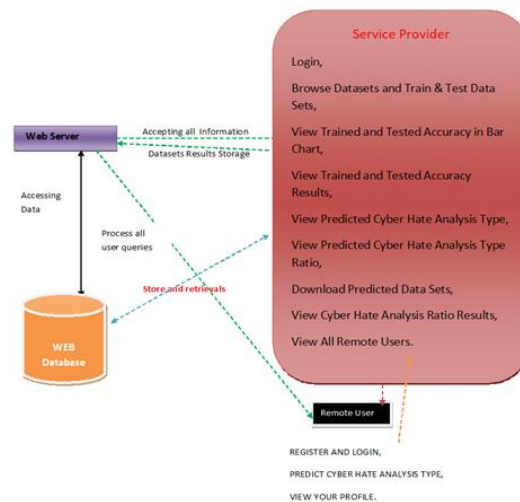 Service Provider
Login,
Browse Datasets and Train & Test Data
Sets,
View Trained and Tested Accuracy in Bar
Chart,
View Trained and Tested Accuracy
Results,
View Predicted Cyber Hate Analysis Type,
View Predicted Cyber Hate Analysis Type
Ratio,
Download Predicted Data Sets,
View Cyber Hate Analysis Ratio Results,
View All Remote Users.
Web Server
Accepting all Information
Datasets Results Storage
Accessing
Data
Process all
user queries
Store and retrievals
WEB
Database
Remote User
REGISTER AND LOGIN,
PREDICT CYBER HATE ANALYSIS TYPE,
VIEW YOUR PROFILE.